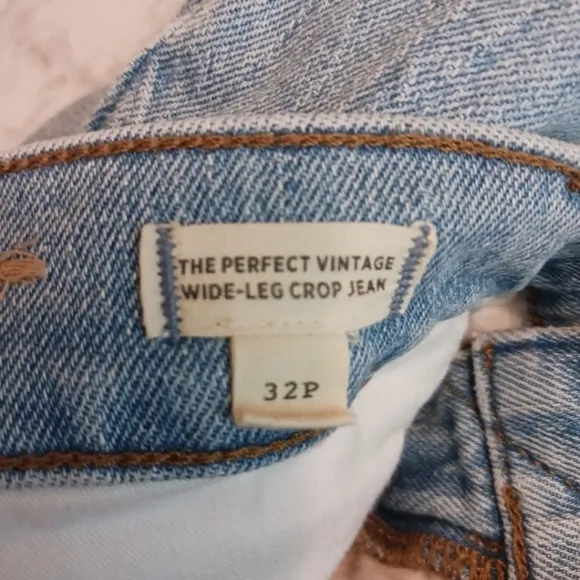 THE PERFECT VINTAGE
WIDE-LEG CROP JEAN
32P